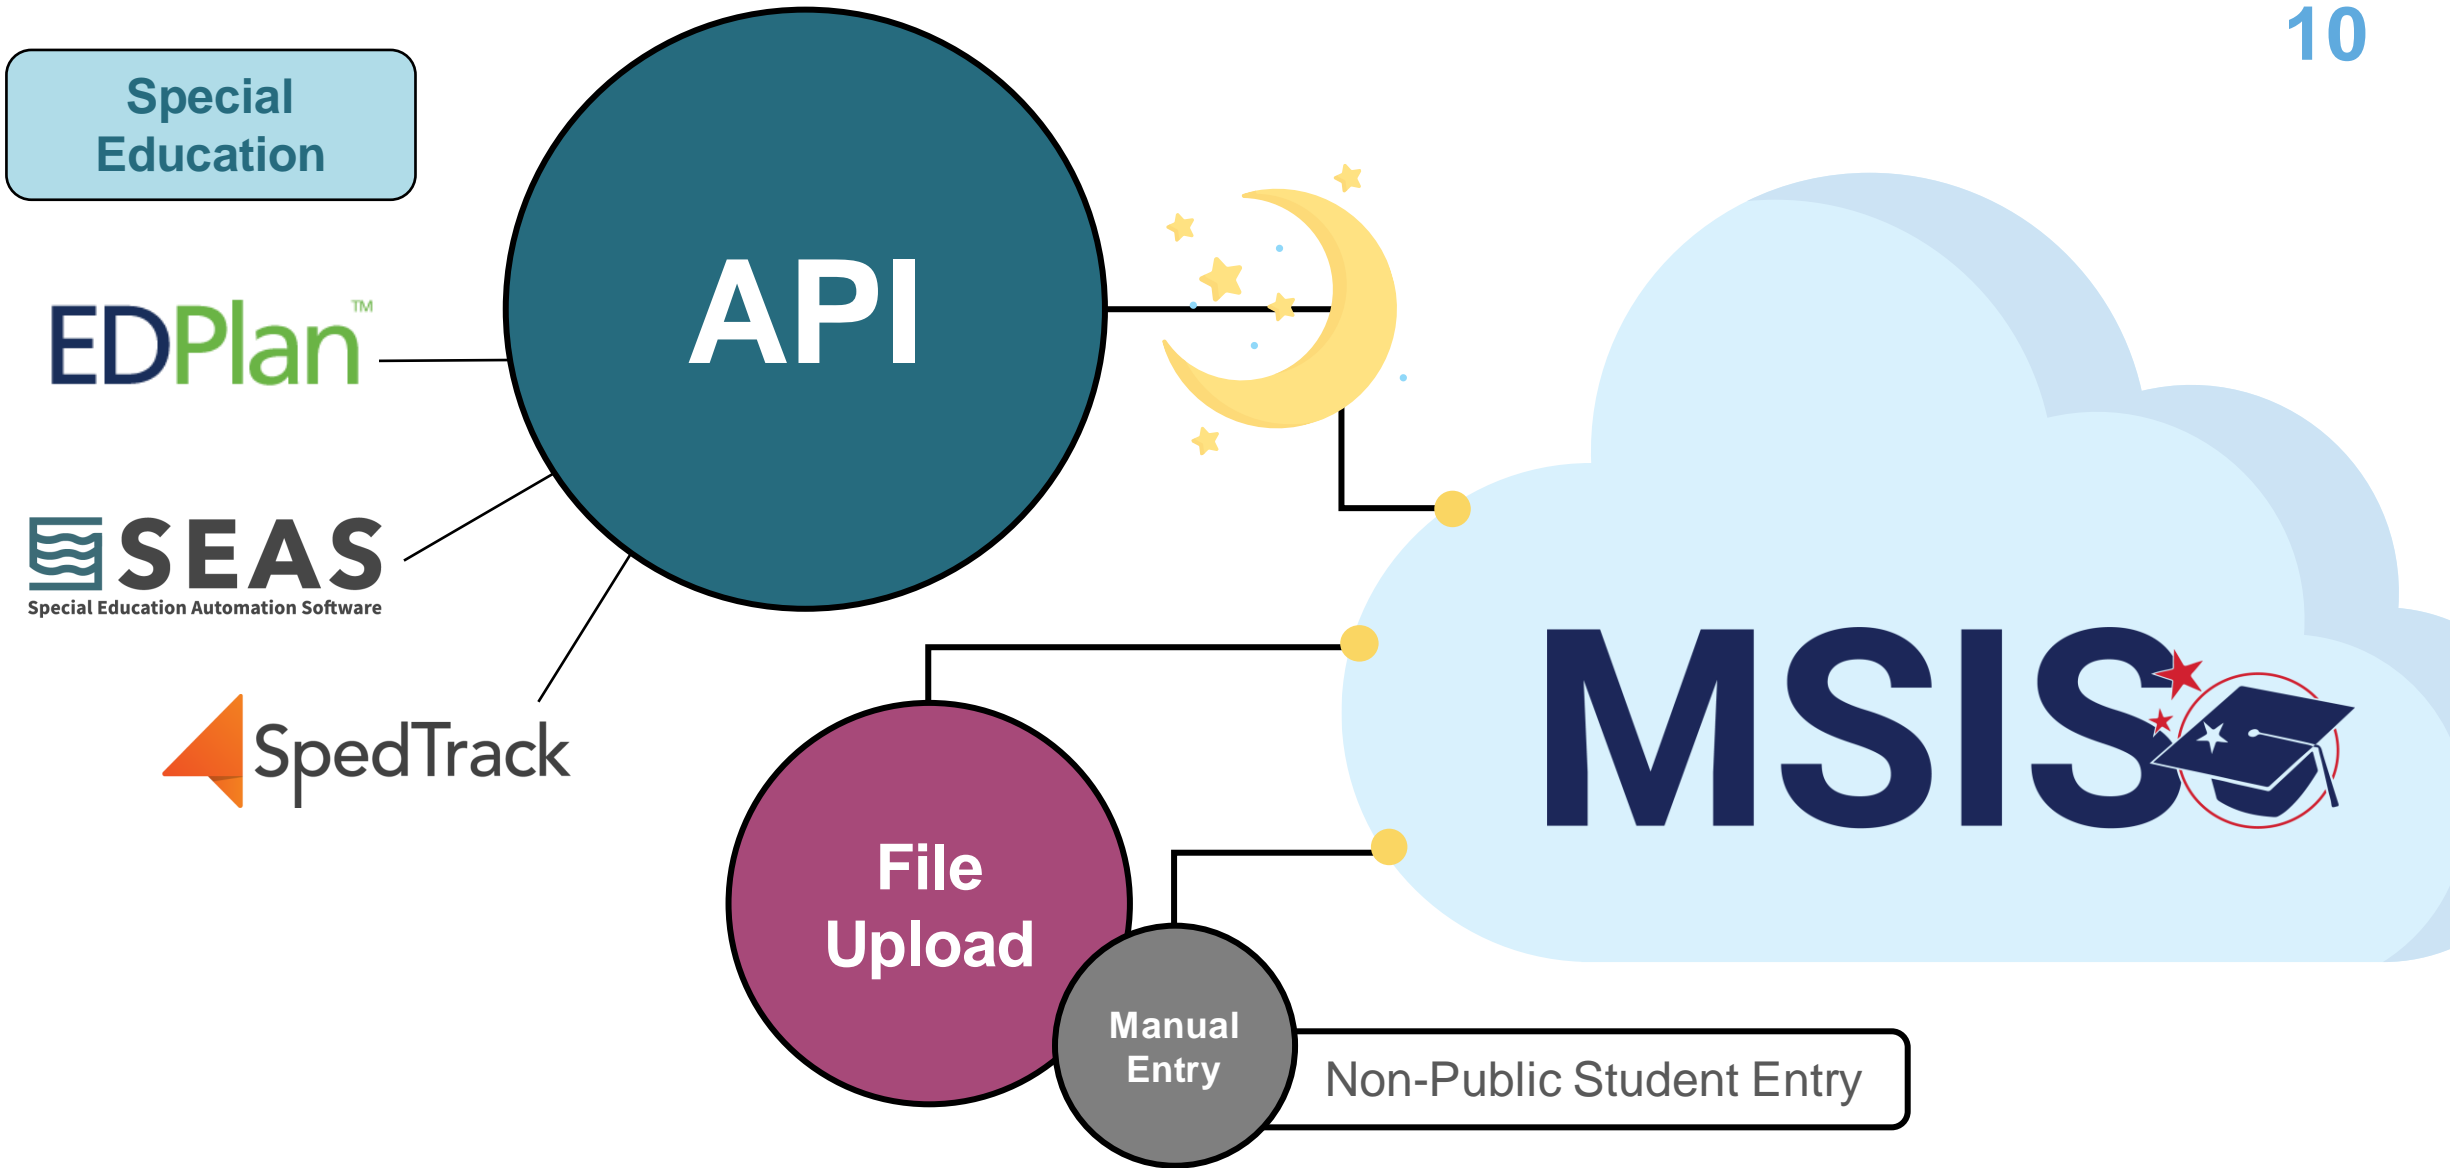 10
Special
Education
API
EDPlan™
SEAS
Special Education Automation Software
SpedTrack
MSIS
File
Upload
Manual
Entry
Non-Public Student Entry